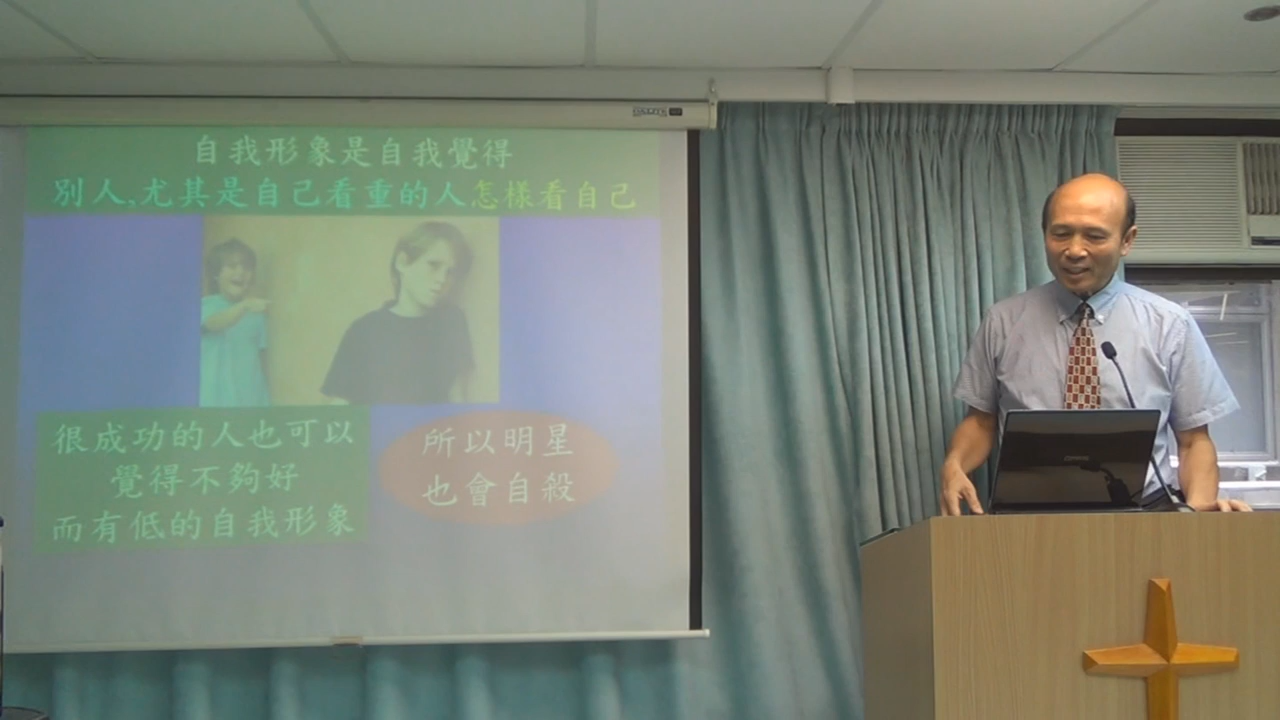 自我形象是自我覺得
別人,尤其是自己看重的人怎樣看自己
很成功的人也可以
覺得不夠好
而有低的自我形象
所以明星
也會自殺